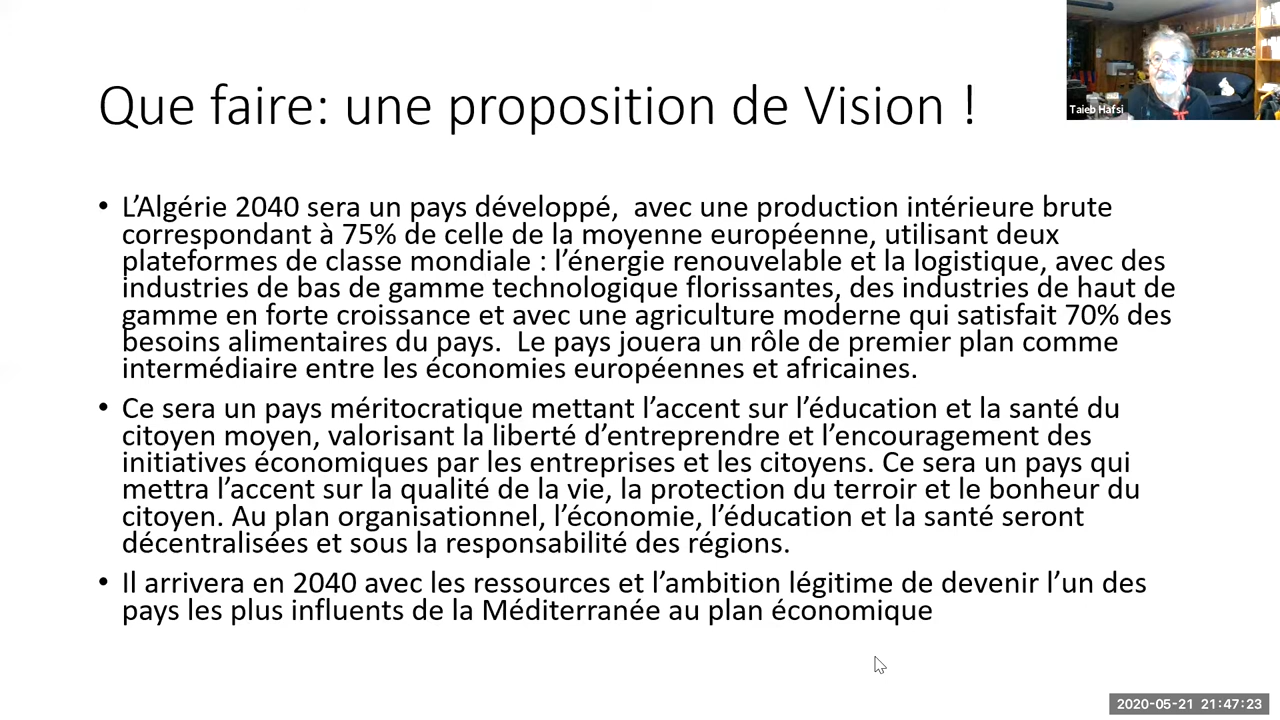 Que faire: une proposition de Vision !
Taieb Hafsi
• L’Algérie 2040 sera un pays développé,  avec une production intérieure brute
correspondant à 75% de celle de la moyenne européenne, utilisant deux
plateformes de classe mondiale : l’énergie renouvelable et la logistique, avec des
industries de bas de gamme technologique florissantes, des industries de haut de
gamme en forte croissance et avec une agriculture moderne qui satisfait 70% des
besoins alimentaires du pays.  Le pays jouera un rôle de premier plan comme
intermédiaire entre les économies européennes et africaines.
• Ce sera un pays méritocratique mettant l’accent sur l’éducation et la santé du
citoyen moyen, valorisant la liberté d’entreprendre et l’encouragement des
initiatives économiques par les entreprises et les citoyens. Ce sera un pays qui
mettra l’accent sur la qualité de la vie, la protection du terroir et le bonheur du
citoyen. Au plan organisationnel, l’économie, l’éducation et la santé seront
décentralisées et sous la responsabilité des régions.
• Il arrivera en 2040 avec les ressources et l’ambition légitime de devenir l’un des
pays les plus influents de la Méditerranée au plan économique
2020-05-21 21:47:23